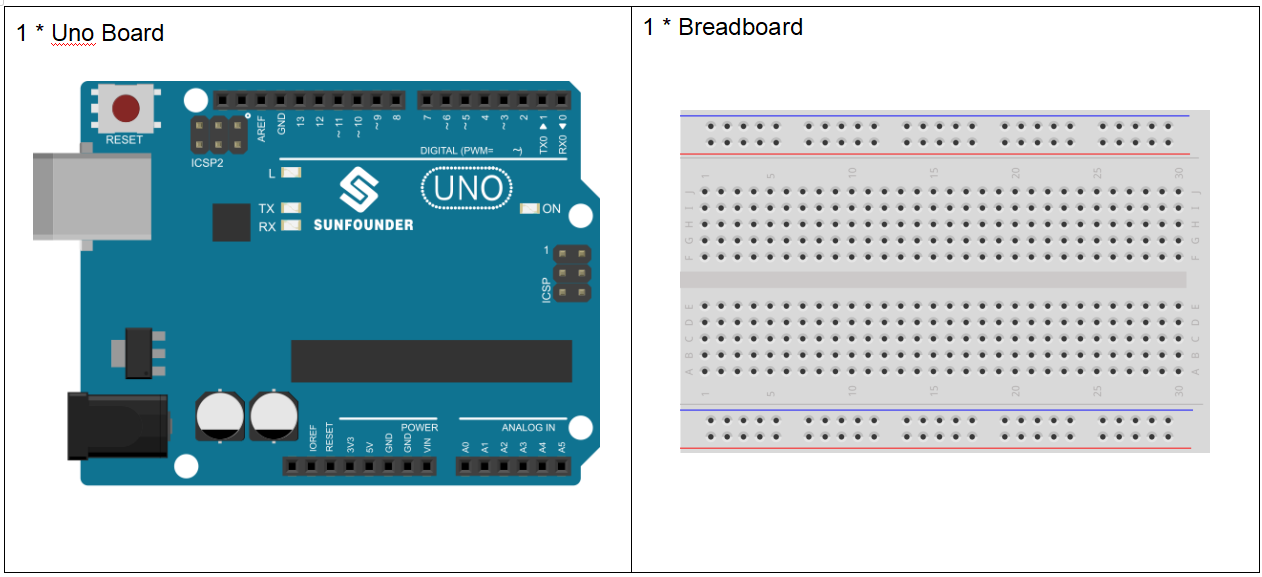 1 * Uno Board
1 * Breadboard
RESET
ICSP2
AREF
GND
13
12
~11
~10
~9
8
7
~6
~5
4
~3
2
TX0 ▶ 1
RX0 ◀ 0
DIGITAL (PWM= ~)
L
TX
RX
SUNFOUNDER
UNO
ON
1
ICSP
POWER
ANALOG IN
IOREF
RESET
3V3
5V
GND
GND
VIN
A0
A1
A2
A3
A4
A5
1 5 10 15 20 25 30
J J
I I
H H
G G
F F
E E
D D
C C
B B
A A
1 5 10 15 20 25 30